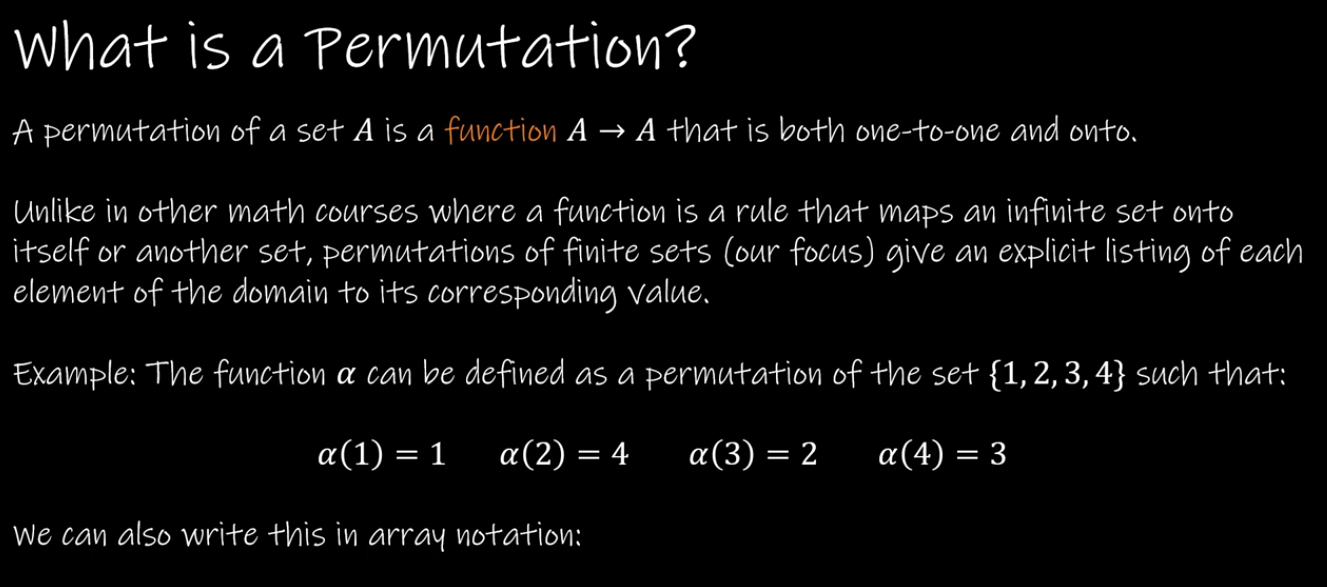 What is a Permutation?
A permutation of a set A is a function A → A that is both one-to-one and onto.
Unlike in other math courses where a function is a rule that maps an infinite set onto
itself or another set, permutations of finite sets (our focus) give an explicit listing of each
element of the domain to its corresponding value.
Example: The function α can be defined as a permutation of the set {1, 2, 3, 4} such that:
α(1) = 1 α(2) = 4 α(3) = 2 α(4) = 3
We can also write this in array notation: